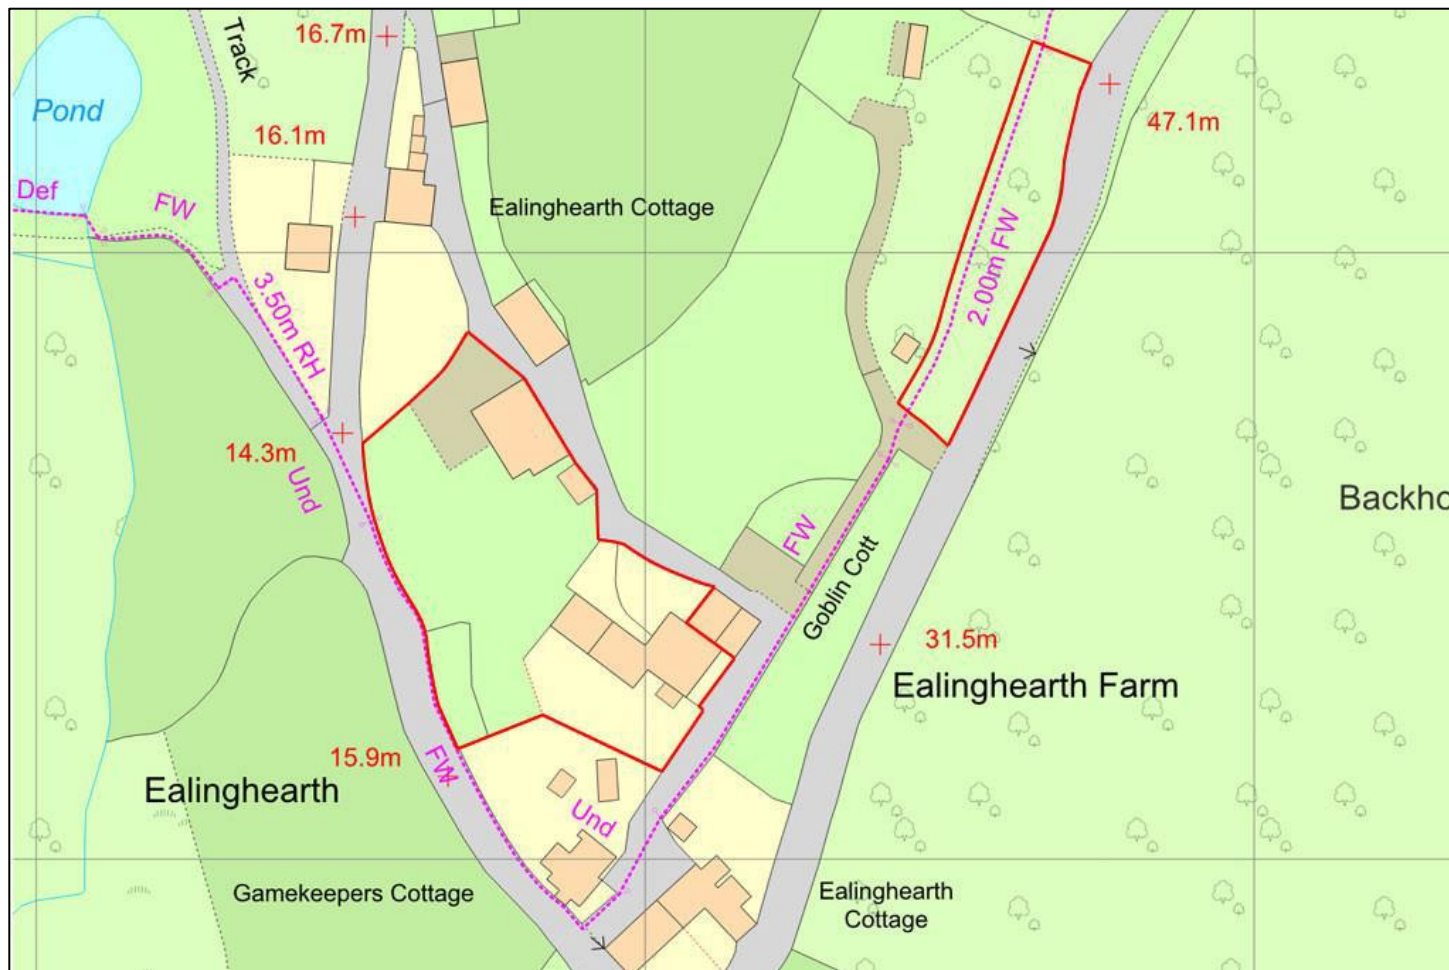 16.7m
Track
Pond
16.1m
47.1m
Def
FW
Ealinghearth Cottage
2.00m FW
3.50m RH
14.3m
Und
Backho
FW
Goblin Cott
31.5m
Ealinghearth Farm
15.9m
FW
Ealinghearth
Und
Gamekeepers Cottage
Ealinghearth
Cottage